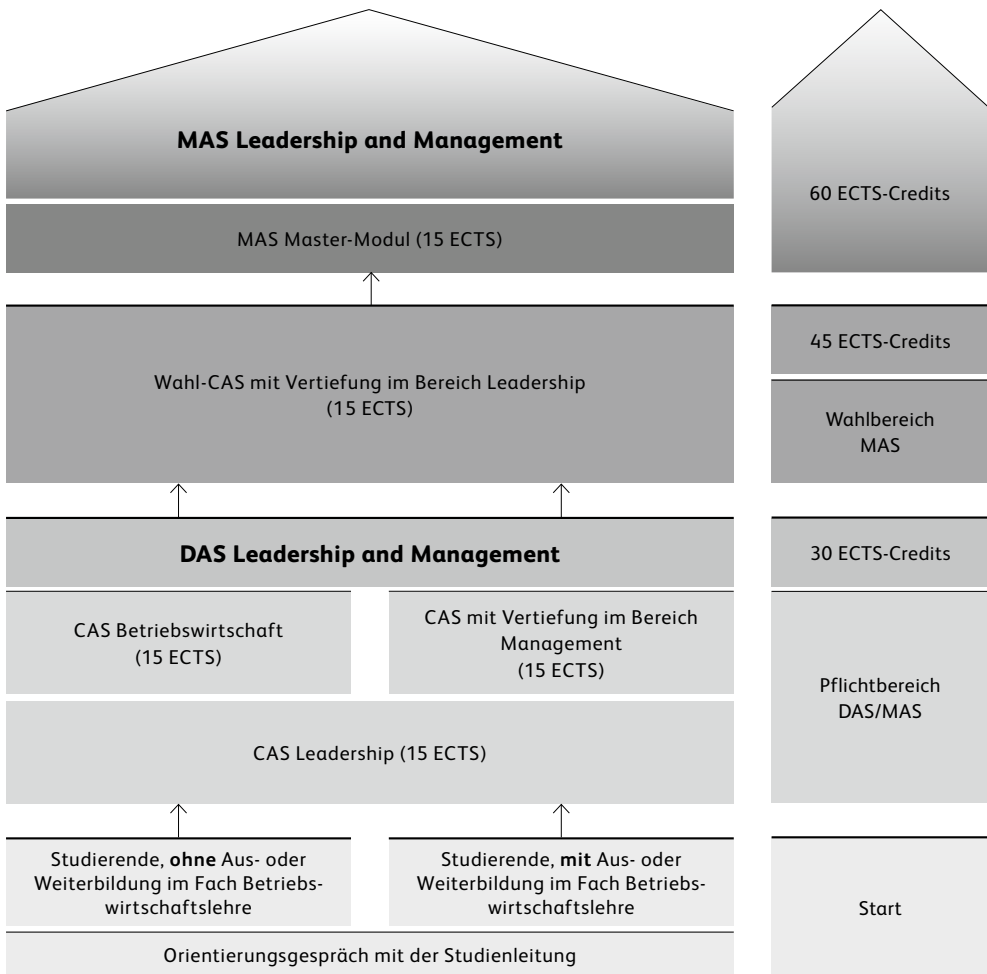 MAS Leadership and Management
60 ECTS-Credits
MAS Master-Modul (15 ECTS)
Wahl-CAS mit Vertiefung im Bereich Leadership
(15 ECTS)
45 ECTS-Credits
Wahlbereich
MAS
DAS Leadership and Management
30 ECTS-Credits
CAS Betriebswirtschaft
(15 ECTS)
CAS mit Vertiefung im Bereich
Management
(15 ECTS)
Pflichtbereich
DAS/MAS
CAS Leadership (15 ECTS)
Studierende, ohne Aus- oder
Weiterbildung im Fach Betriebs-
wirtschaftslehre
Studierende, mit Aus- oder
Weiterbildung im Fach Betriebs-
wirtschaftslehre
Start
Orientierungsgespräch mit der Studienleitung